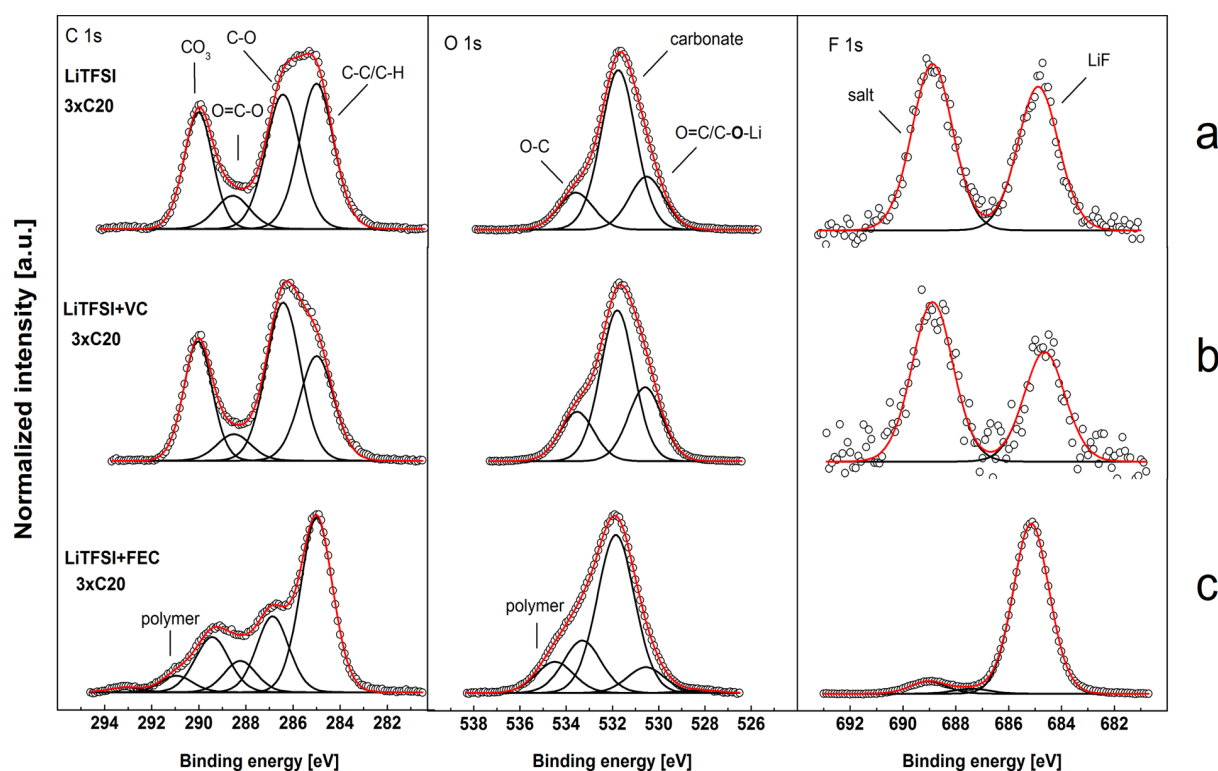 C 1s
LiTFSI
3xC20
CO3
O=C-O
C-O
C-C/C-H
O 1s
O-C
carbonate
O=C/C-O-Li
F 1s
salt
LiF
a
LiTFSI+VC
3xC20
b
LiTFSI+FEC
3xC20
polymer
polymer
c
Normalized intensity [a.u.]
294 292 290 288 286 284 282
538 536 534 532 530 528 526
692 690 688 686 684 682
Binding energy [eV]
Binding energy [eV]
Binding energy [eV]